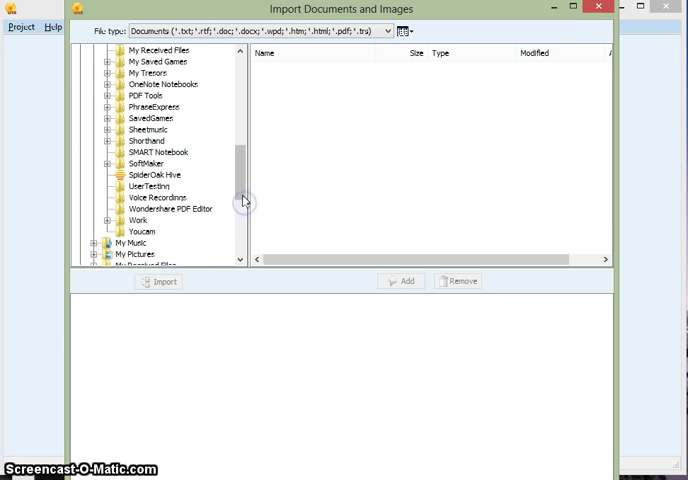 Import Documents and Images
Project Help
File type: Documents (*.txt;*.rtf;*.doc;*.docx;*.wpd;*.htm;*.html;*.pdf;*.trs)
Name Size Type Modified
My Received Files
My Saved Games
My Tresors
OneNote Notebooks
PDF Tools
PhraseExpress
SavedGames
Sheetmusic
Shorthand
SMART Notebook
SoftMaker
SpiderOak Hive
UserTesting
Voice Recordings
Wondershare PDF Editor
Work
Youcam
My Music
My Pictures
My Received Files
Import Add Remove
Screencast-O-Matic.com